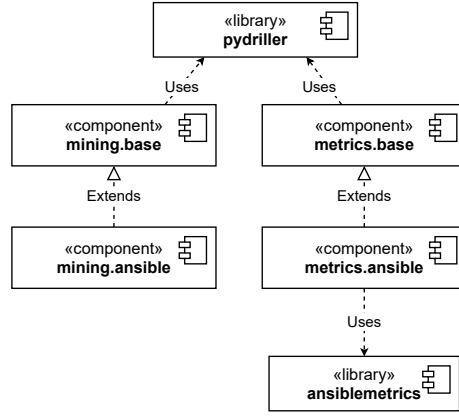 «library»
pydriller
Uses
Uses
«component»
mining.base
«component»
metrics.base
Extends
Extends
«component»
mining.ansible
«component»
metrics.ansible
Uses
«library»
ansiblemetrics